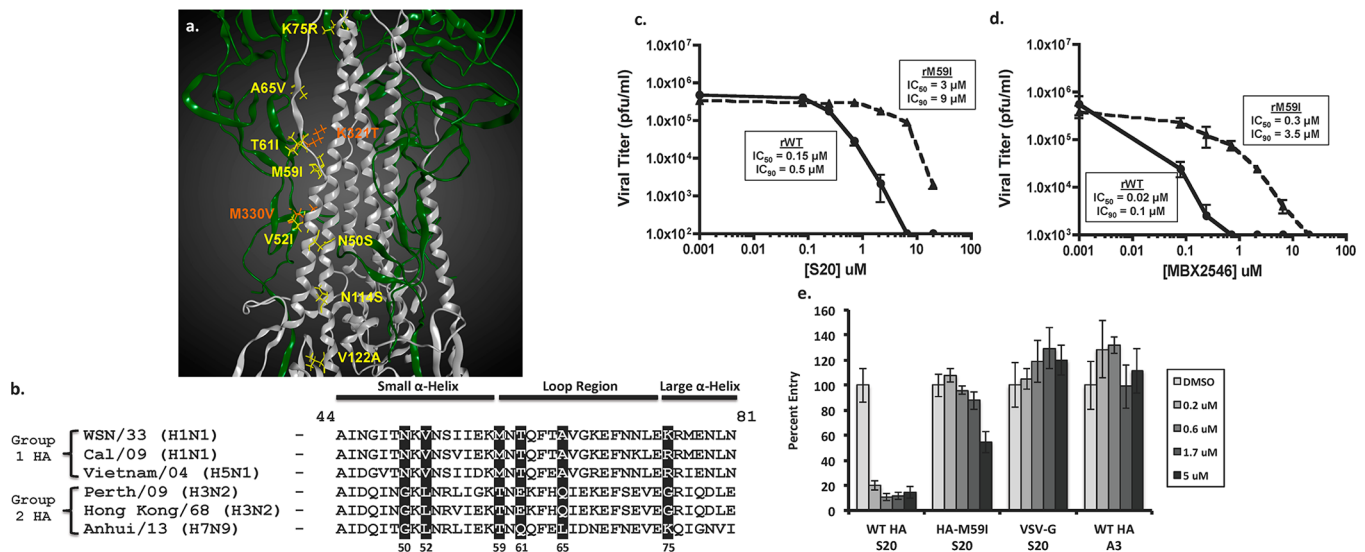 a.
K75R
A65V
K321T
T61I
M59I
M330V
V52I
N50S
N114S
V122A
b.
Small α-Helix Loop Region Large α-Helix
44 81
Group 1 HA
WSN/33 (H1N1) - AINGITNKVNSIIEKMNTQFTAVGKEFNNLEKRMENLN
Cal/09 (H1N1) - AINGITNKVNSVIEKMNTQFTAVGKEFNKLERRMENLN
Vietnam/04 (H5N1) - AIDGVTNKVNSIIDKMNTQFEAVGREFNNLERRIENLN
Group 2 HA
Perth/09 (H3N2) - AIDQINGKLNRLIGKTNEKFHQIEKEFSEVEGRIQDLE
Hong Kong/68 (H3N2) - AIDQINGKLNRVIEKTNEKFHQIEKEFSEVEGRIQDLE
Anhui/13 (H7N9) - AIDQITGKLNRLIEKTNQQFELIDNEFNEVEKQIGNVI
50 52 59 61 65 75
c.
Viral Titer (pfu/ml)
1.0x10⁷
1.0x10⁶
1.0x10⁵
1.0x10⁴
1.0x10³
1.0x10²
0.001 0.01 0.1 1 10 100
[S20] uM
rM59I
IC₅₀ = 3 µM
IC₉₀ = 9 µM
rWT
IC₅₀ = 0.15 µM
IC₉₀ = 0.5 µM
d.
Viral Titer (pfu/ml)
1.0x10⁷
1.0x10⁶
1.0x10⁵
1.0x10⁴
1.0x10³
0.001 0.01 0.1 1 10 100
[MBX2546] uM
rM59I
IC₅₀ = 0.3 µM
IC₉₀ = 3.5 µM
rWT
IC₅₀ = 0.02 µM
IC₉₀ = 0.1 µM
e.
Percent Entry
160
140
120
100
80
60
40
20
0
WT HA S20
HA-M59I S20
VSV-G S20
WT HA A3
DMSO
0.2 uM
0.6 uM
1.7 uM
5 uM